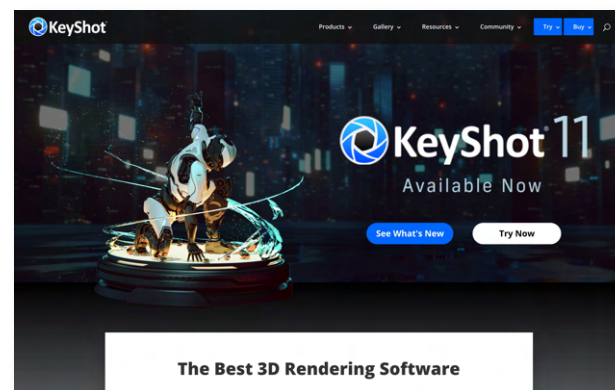 KeyShot
Products
Gallery
Resources
Community
Try
Buy
KeyShot 11
Available Now
See What's New
Try Now
The Best 3D Rendering Software